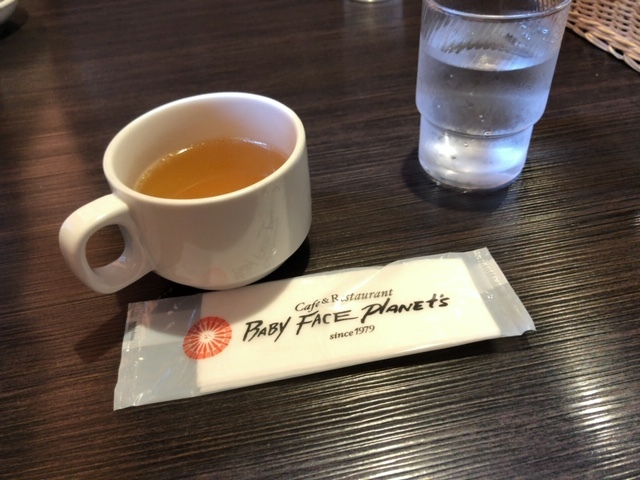 Cafe & Restaurant
BABY FACE PLANET's
since 1979